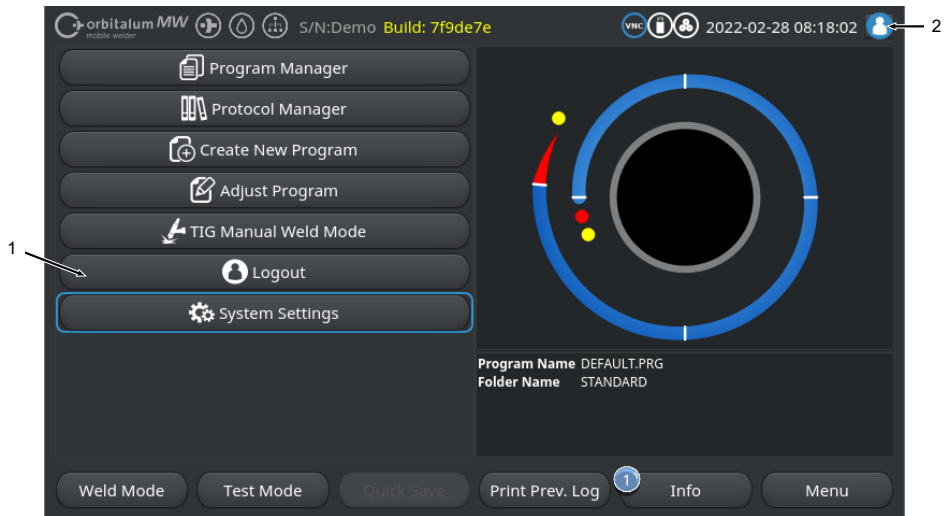 orbitalum MW S/N:Demo Build: 7f9de7e VNC 2022-02-28 08:18:02 2
mobile welder
Program Manager
Protocol Manager
Create New Program
Adjust Program
TIG Manual Weld Mode
1
Logout
System Settings
Program Name DEFAULT.PRG
Folder Name STANDARD
Weld Mode Test Mode Quick Save Print Prev. Log 1 Info Menu